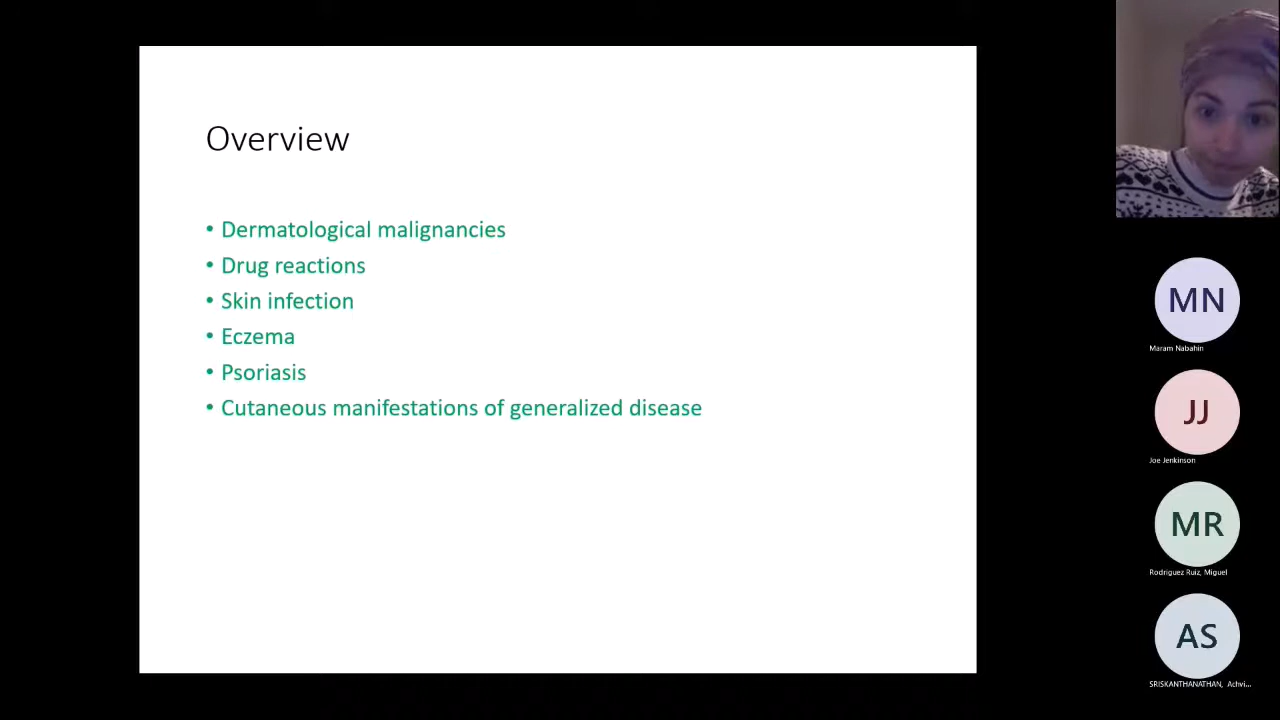 Overview
• Dermatological malignancies
• Drug reactions
• Skin infection
• Eczema
• Psoriasis
• Cutaneous manifestations of generalized disease
MN
Maram Nabahin
JJ
Joe Jenkinson
MR
Rodriguez Ruiz, Miguel
AS
SRISKANTHANATHAN, Achvi...